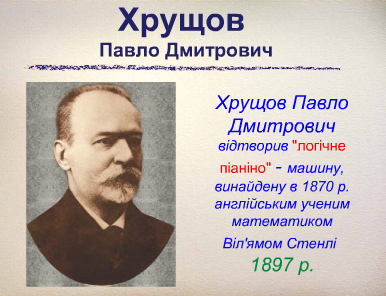 Хрущов
Павло Дмитрович
Хрущов Павло
Дмитрович
відтворив "логічне
піаніно" - машину,
винайдену в 1870 р.
англійським ученим
математиком
Віл'ямом Стенлі
1897 р.